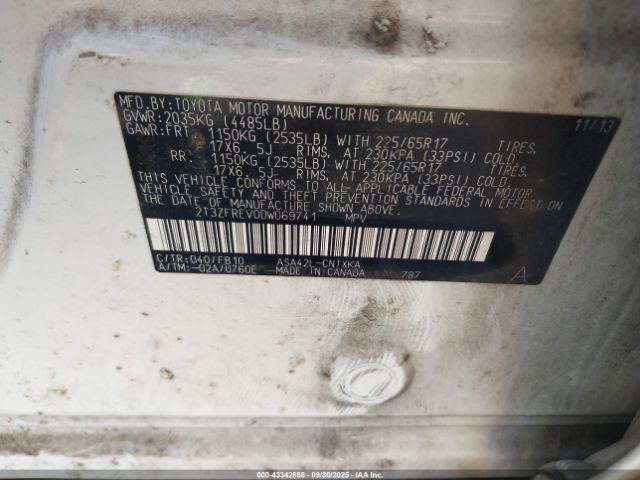 MFD.BY:TOYOTA MOTOR MANUFACTURING CANADA INC.
GVWR:2035KG (4485LB) 11/13
GAWR:FRT 1150KG (2535LB) WITH 225/65R17 TIRES,
17X6.5J RIMS, AT 230KPA (33PSI) COLD.
RR: 1150KG (2535LB) WITH 225/65R17 TIRES,
17X6.5J RIMS, AT 230KPA (33PSI) COLD.
THIS VEHICLE CONFORMS TO ALL APPLICABLE FEDERAL MOTOR
VEHICLE SAFETY STANDARDS IN EFFECT ON
THE DATE OF MANUFACTURE SHOWN ABOVE.
2T3ZFREV0DW069741 MPV
C/TR:040/FB10 ASA42L-CNTXKA
A/TM:-02A/U760E MADE IN CANADA 787 A
000-43342888 - 09/30/2025 - IAA